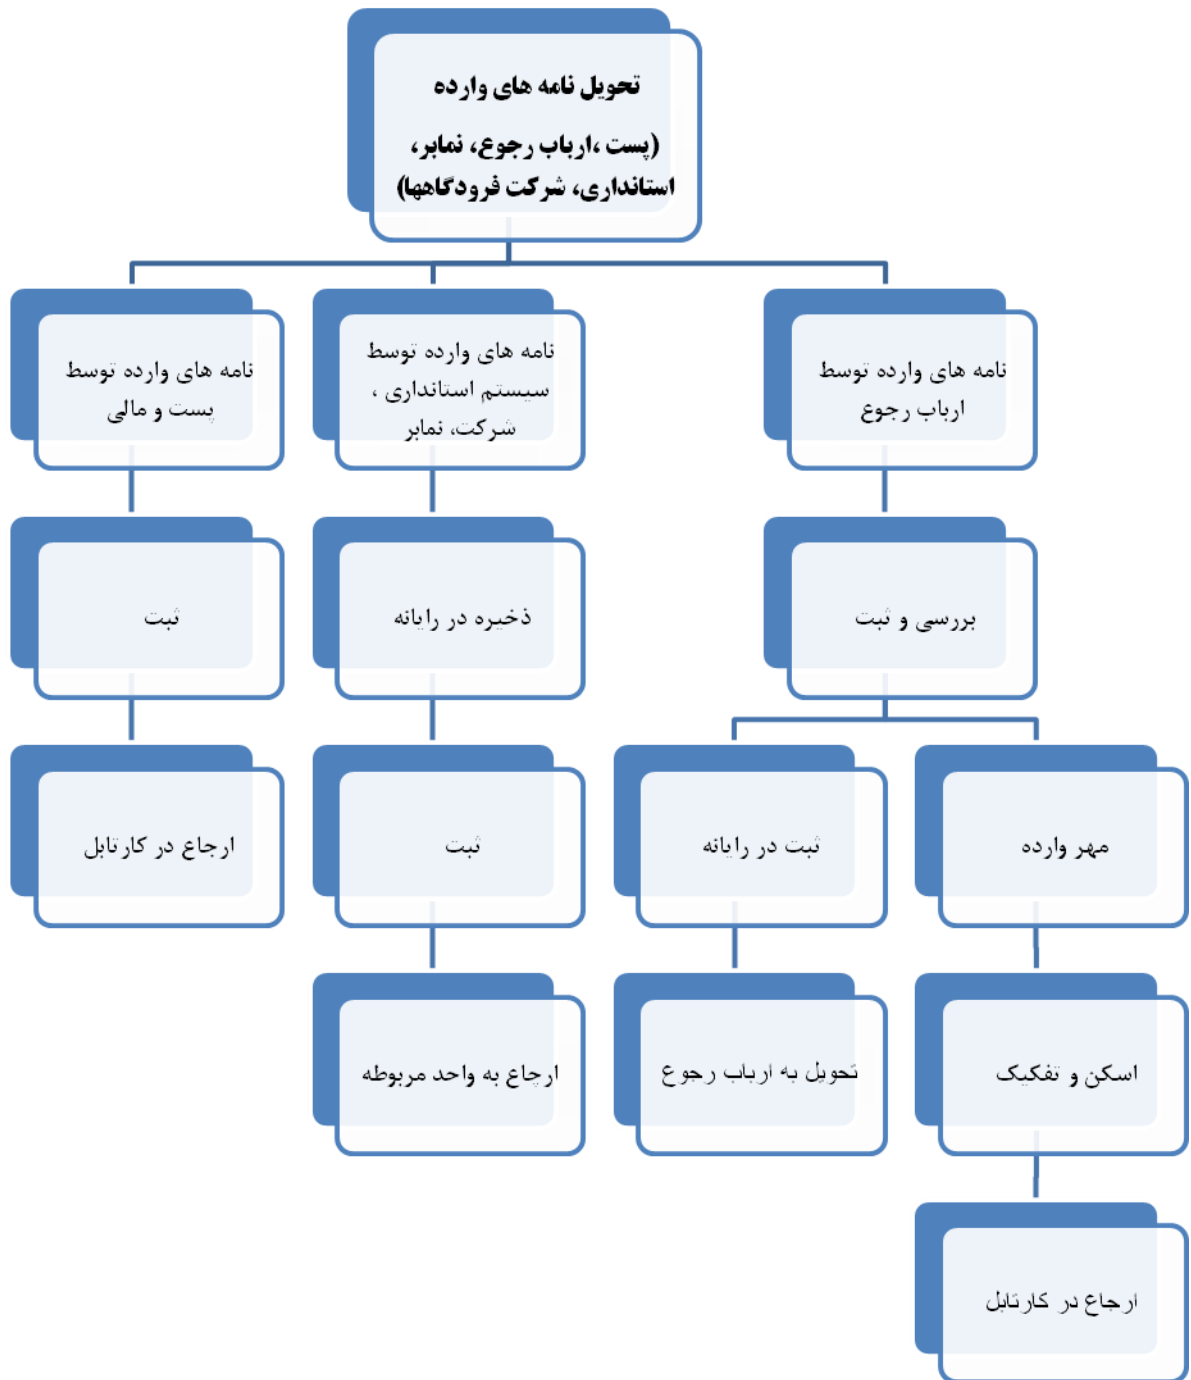 تحویل نامه های وارده
(پست ،ارباب رجوع، نمابر،
استانداری، شرکت فرودگاهها)
نامه های وارده توسط
ارباب رجوع
نامه های وارده توسط
سیستم استانداری ،
شرکت، نمابر
نامه های وارده توسط
پست و مالی
بررسی و ثبت
ذخیره در رایانه
ثبت
مهر وارده
ثبت در رایانه
ثبت
ارجاع در کارتابل
اسکن و تفکیک
تحویل به ارباب رجوع
ارجاع به واحد مربوطه
ارجاع در کارتابل